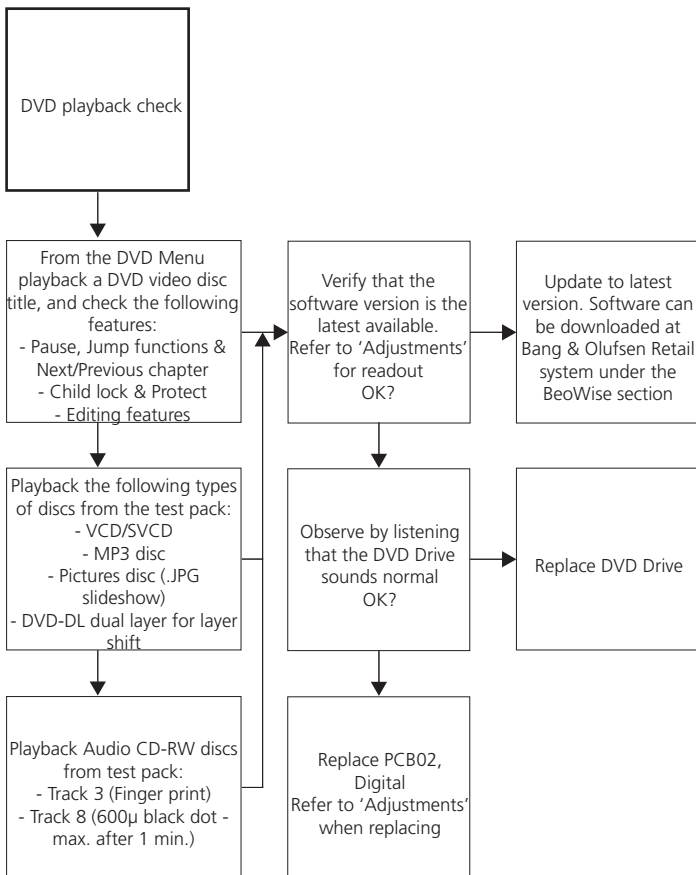 DVD playback check
From the DVD Menu
playback a DVD video disc
title, and check the following
features:
- Pause, Jump functions &
Next/Previous chapter
- Child lock & Protect
- Editing features
Verify that the
software version is the
latest available.
Refer to ‘Adjustments’
for readout
OK?
Update to latest
version. Software can
be downloaded at
Bang & Olufsen Retail
system under the
BeoWise section
Playback the following types
of discs from the test pack:
- VCD/SVCD
- MP3 disc
- Pictures disc (.JPG
slideshow)
- DVD-DL dual layer for layer
shift
Observe by listening
that the DVD Drive
sounds normal
OK?
Replace DVD Drive
Playback Audio CD-RW discs
from test pack:
- Track 3 (Finger print)
- Track 8 (600µ black dot -
max. after 1 min.)
Replace PCB02,
Digital
Refer to ‘Adjustments’
when replacing